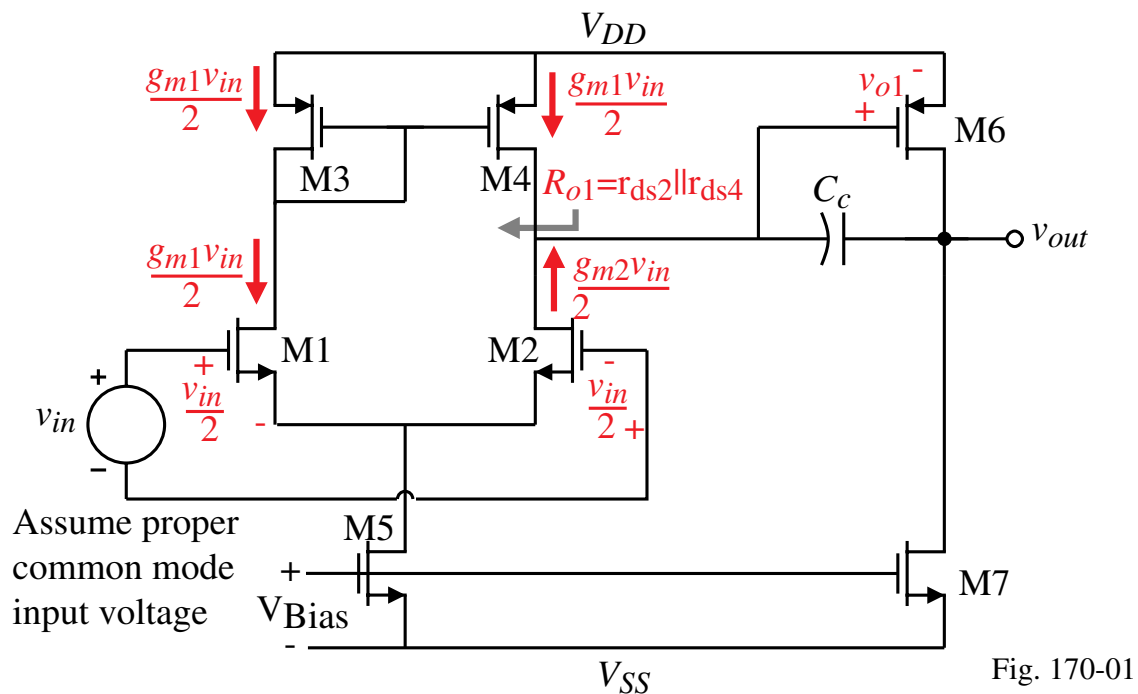 V_DD
g_m1 v_in
2
g_m1 v_in
2
v_o1
-
+
M6
M3
M4
R_o1=r_ds2||r_ds4
C_c
v_out
g_m1 v_in
2
g_m2 v_in
2
M1
M2
+
v_in
2
-
-
v_in
2
+
+
v_in
-
Assume proper
common mode
input voltage
M5
+
V_Bias
-
M7
V_SS
Fig. 170-01